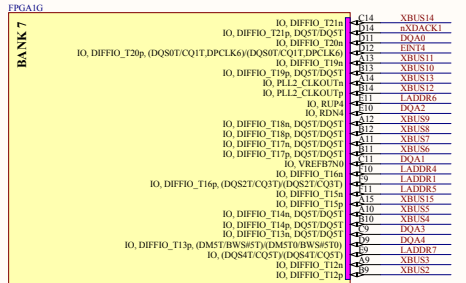 FPGA1G
BANK 7
IO, DIFFIO_T21n C14 XBUS14
IO, DIFFIO_T21p, DQ5T/DQ5T D14 nXDACK1
IO, DIFFIO_T20n D11 DQA0
IO, DIFFIO_T20p, (DQS0T/CQ1T,DPCLK6)/(DQS0T/CQ1T,DPCLK6) D12 EINT4
IO, DIFFIO_T19n A13 XBUS11
IO, DIFFIO_T19p, DQ5T/DQ5T B13 XBUS10
IO, PLL2_CLKOUTn A14 XBUS13
IO, PLL2_CLKOUTp B14 XBUS12
IO, RUP4 E11 LADDR6
IO, RDN4 E10 DQA2
IO, DIFFIO_T18n, DQ5T/DQ5T A12 XBUS9
IO, DIFFIO_T18p, DQ5T/DQ5T B12 XBUS8
IO, DIFFIO_T17n, DQ5T/DQ5T A11 XBUS7
IO, DIFFIO_T17p, DQ5T/DQ5T B11 XBUS6
IO, VREFB7N0 C11 DQA1
IO, DIFFIO_T16n LADDR4
IO, DIFFIO_T16p, (DQS2T/CQ3T)/(DQS2T/CQ3T) LADDR1
IO, DIFFIO_T15n LADDR5
IO, DIFFIO_T15p A15 XBUS15
IO, DIFFIO_T14n, DQ5T/DQ5T A10 XBUS5
IO, DIFFIO_T14p, DQ5T/DQ5T B10 XBUS4
IO, DIFFIO_T13n, DQ5T/DQ5T C9 DQA3
IO, DIFFIO_T13p, (DM5T/BWS#5T)/(DM5T0/BWS#5T0) D9 DQA4
IO, (DQS4T/CQ5T)/(DQS4T/CQ5T) E9 LADDR7
IO, DIFFIO_T12n A9 XBUS3
IO, DIFFIO_T12p B9 XBUS2